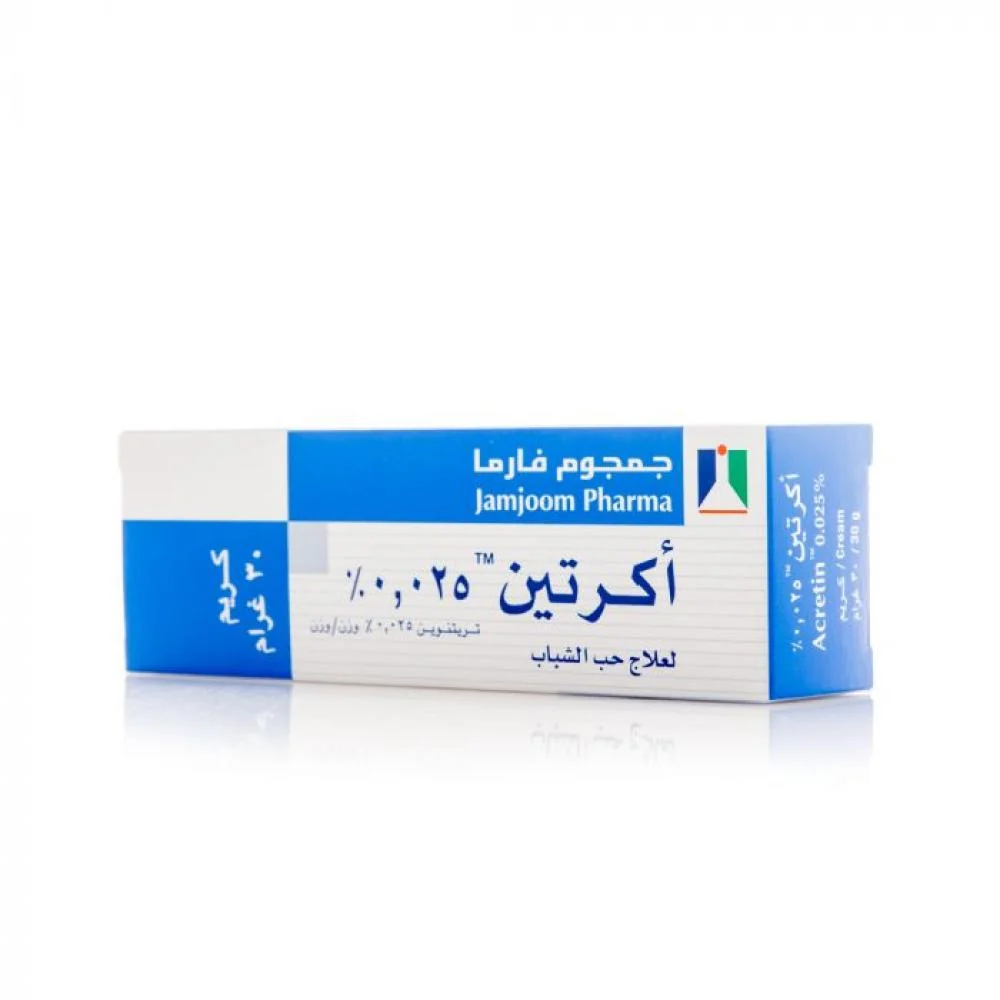 جمجوم فارما
Jamjoom Pharma
أكرتين™ ٠,٠٢٥٪
تريتنوين ٠,٠٢٥٪ وزن/وزن
لعلاج حب الشباب
كريم
٣٠ غرام
أكرتين™ ٠,٠٢٥٪
Acretin™ 0.025%
كريم / Cream
٣٠ غرام / 30 g